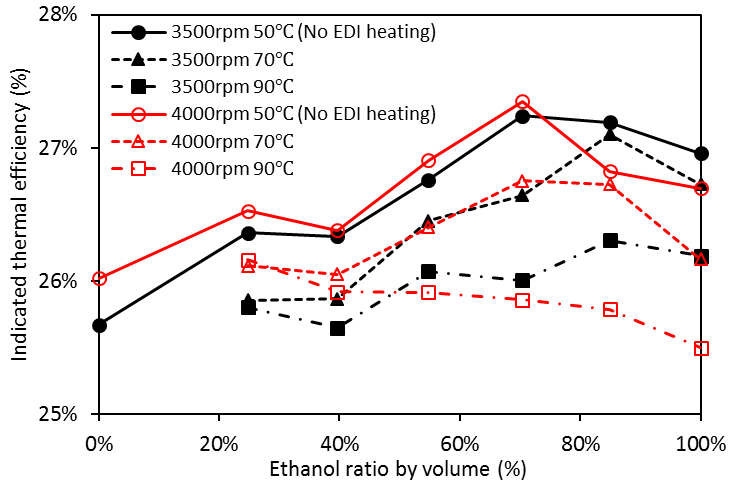 28%
27%
26%
25%
Indicated thermal efficiency (%)
3500rpm 50°C (No EDI heating)
3500rpm 70°C
3500rpm 90°C
4000rpm 50°C (No EDI heating)
4000rpm 70°C
4000rpm 90°C
0% 20% 40% 60% 80% 100%
Ethanol ratio by volume (%)